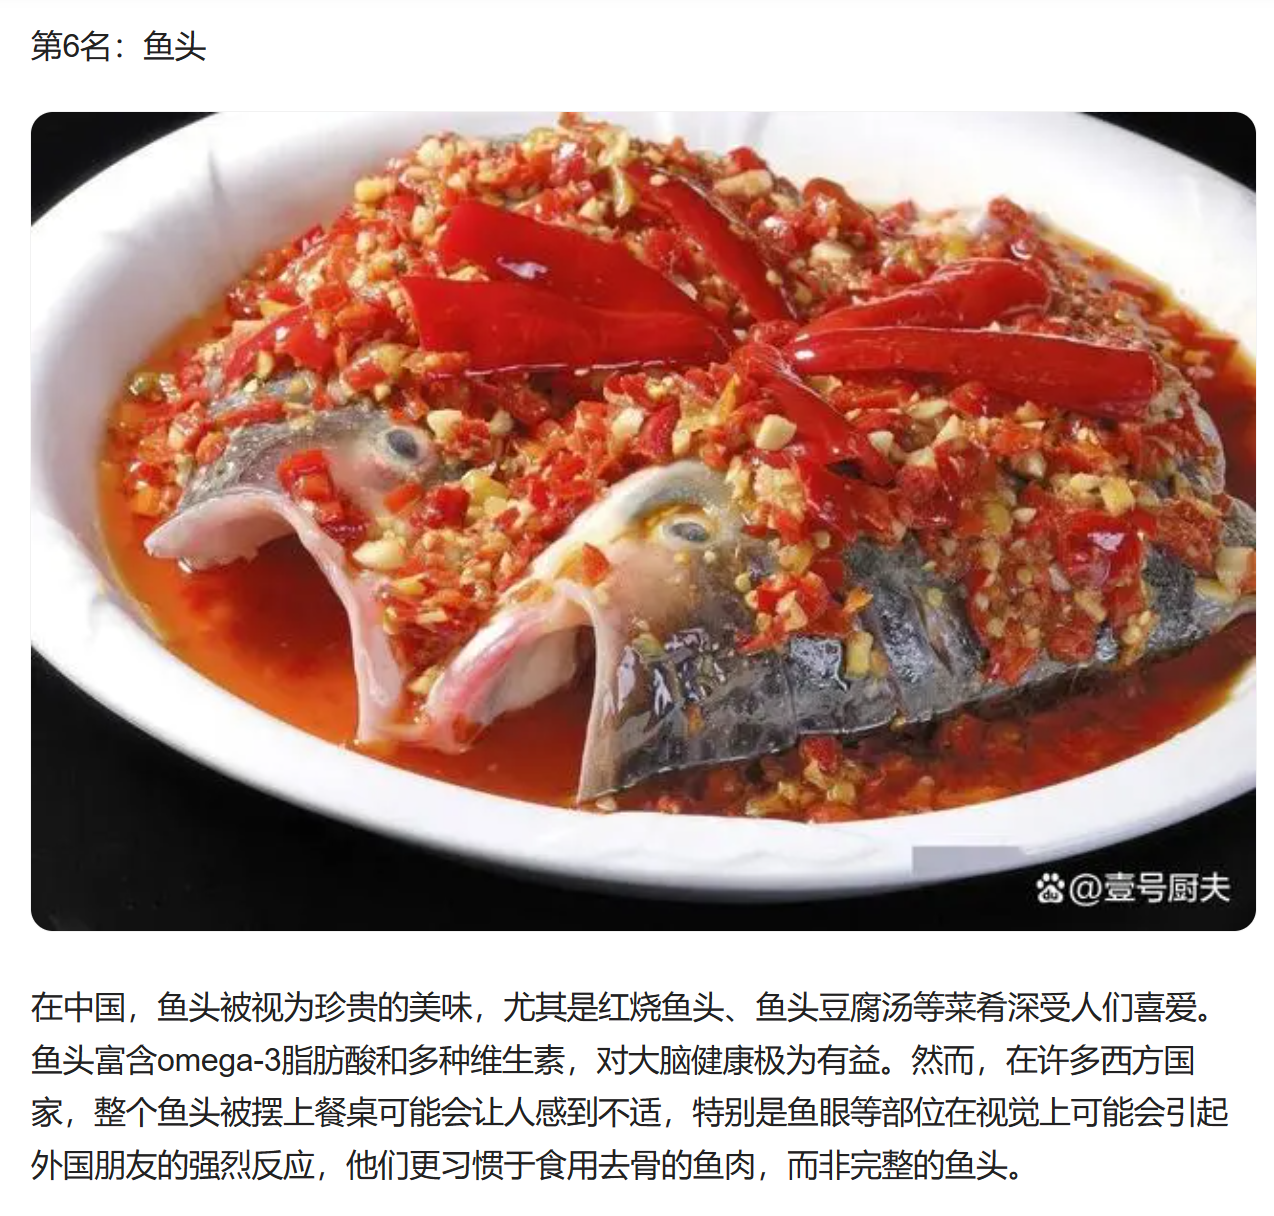 第6名：鱼头
du @壹号厨夫
在中国，鱼头被视为珍贵的美味，尤其是红烧鱼头、鱼头豆腐汤等菜肴深受人们喜爱。
鱼头富含omega-3脂肪酸和多种维生素，对大脑健康极为有益。然而，在许多西方国
家，整个鱼头被摆上餐桌可能会让人感到不适，特别是鱼眼等部位在视觉上可能会引起
外国朋友的强烈反应，他们更习惯于食用去骨的鱼肉，而非完整的鱼头。